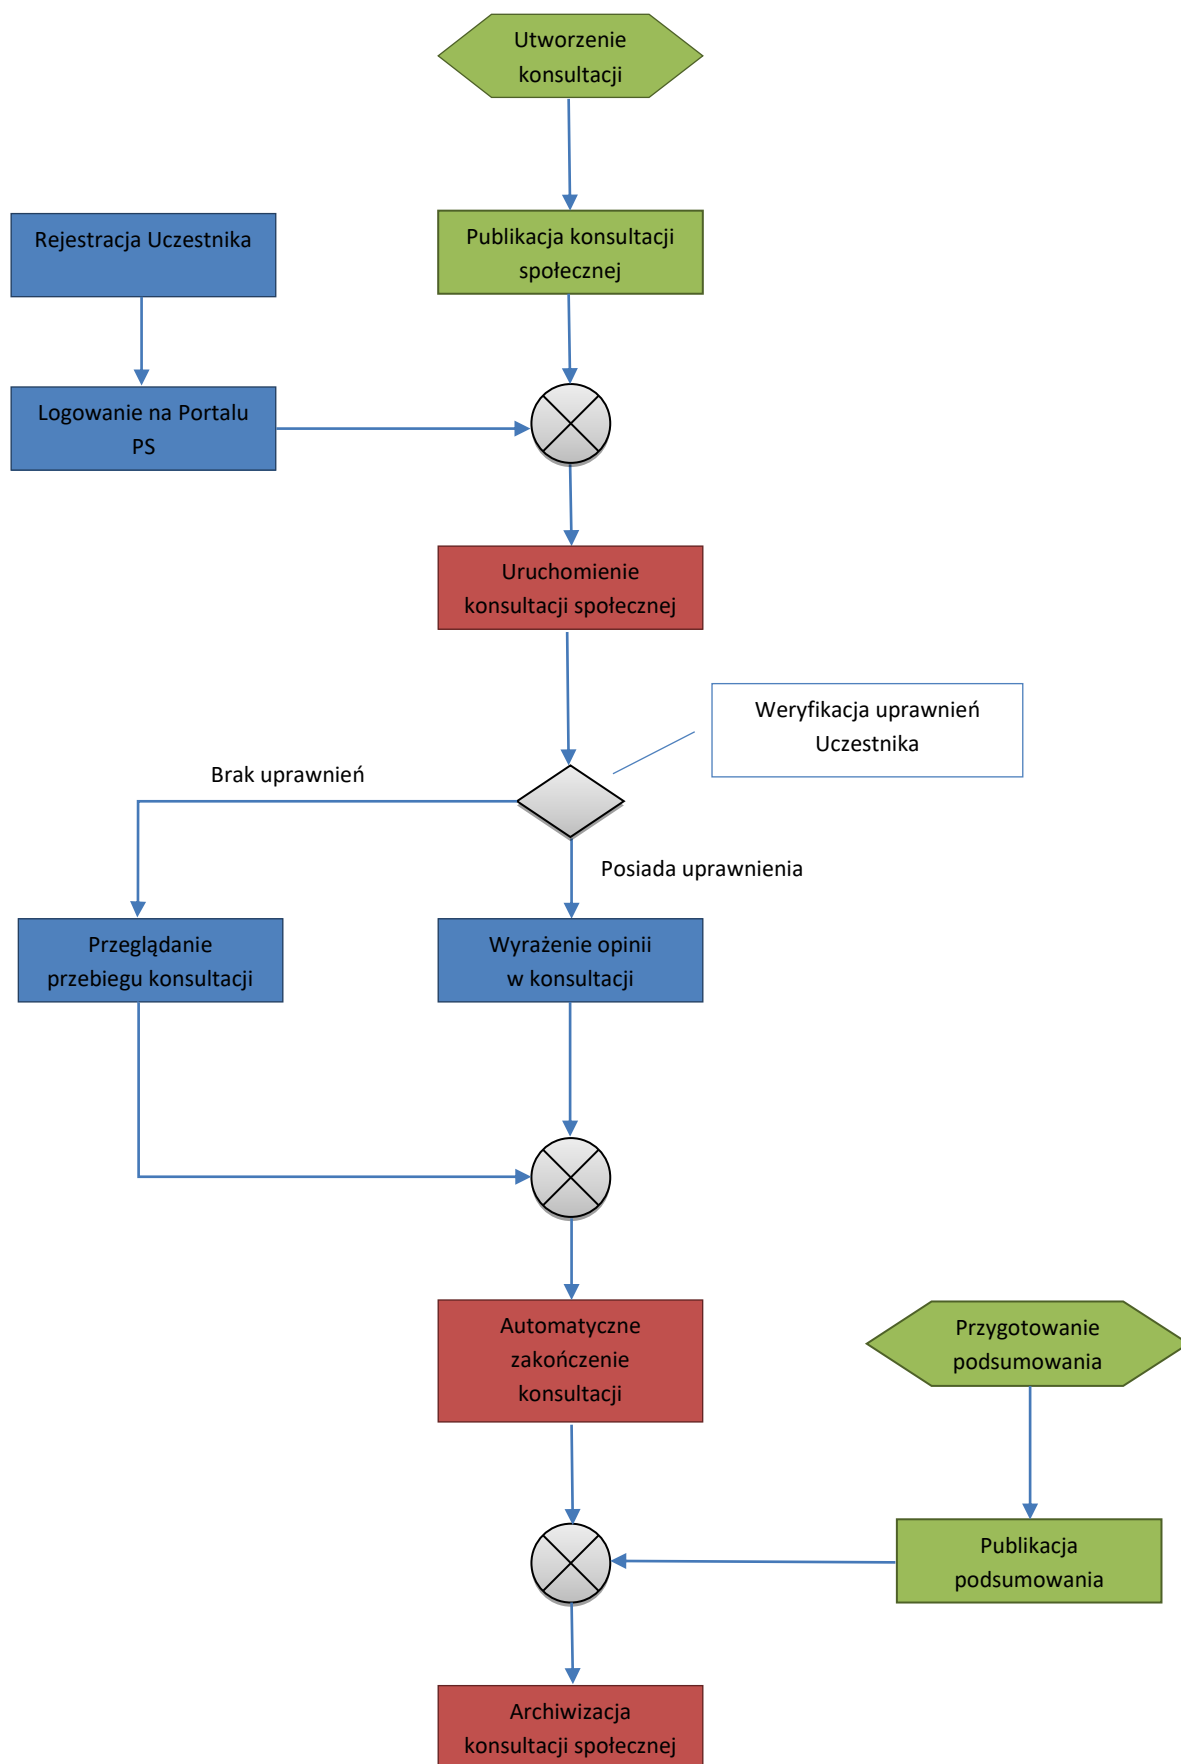 Utworzenie
konsultacji
Rejestracja Uczestnika
Publikacja konsultacji
społecznej
Logowanie na Portalu
PS
Uruchomienie
konsultacji społecznej
Weryfikacja uprawnień
Uczestnika
Brak uprawnień
Posiada uprawnienia
Przeglądanie
przebiegu konsultacji
Wyrażenie opinii
w konsultacji
Automatyczne
zakończenie
konsultacji
Przygotowanie
podsumowania
Publikacja
podsumowania
Archiwizacja
konsultacji społecznej